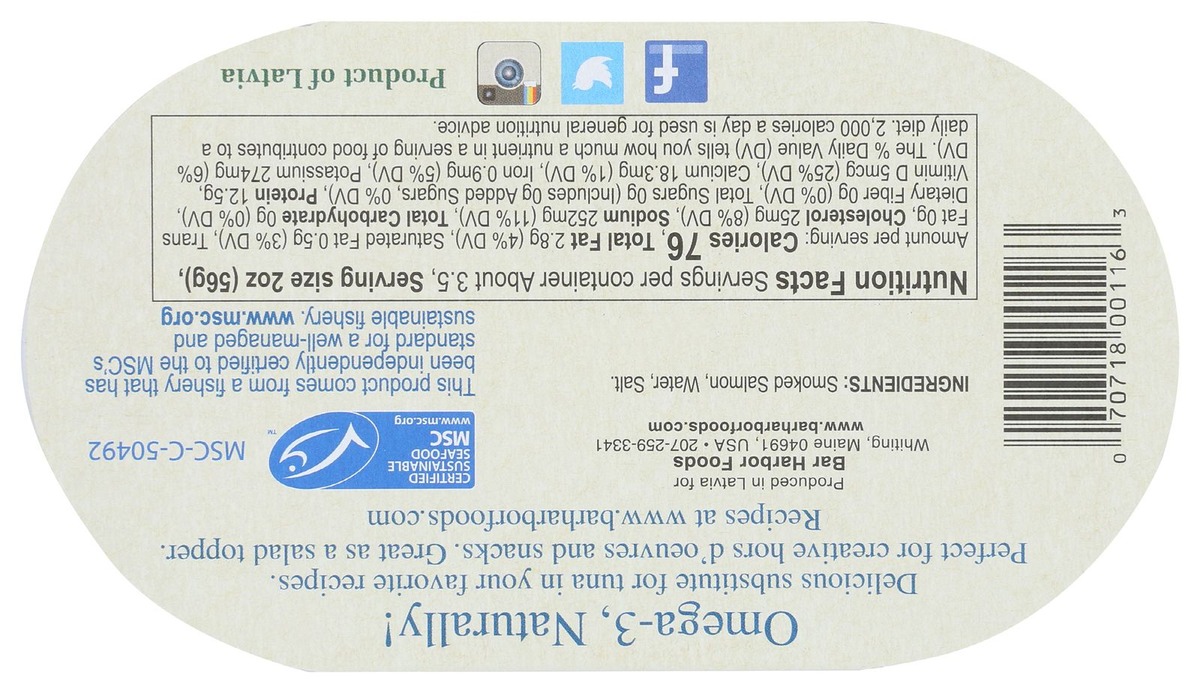 Omega-3, Naturally!
Delicious substitute for tuna in your favorite recipes.
Perfect for creative hors d'oeuvres and snacks. Great as a salad topper.
Recipes at www.barharborfoods.com
Produced in Latvia for
Bar Harbor Foods
Whiting, Maine 04691, USA • 207-259-3341
www.barharborfoods.com
INGREDIENTS: Smoked Salmon, Water, Salt.
CERTIFIED
SUSTAINABLE
SEAFOOD
MSC
www.msc.org
TM
MSC-C-50492
This product comes from a fishery that has
been independently certified to the MSC's
standard for a well-managed and
sustainable fishery. www.msc.org
0 70718 00116 3
Nutrition Facts Servings per container About 3.5, Serving size 2oz (56g),
Amount per serving: Calories 76, Total Fat 2.8g (4% DV), Saturated Fat 0.5g (3% DV), Trans
Fat 0g, Cholesterol 25mg (8% DV), Sodium 252mg (11% DV), Total Carbohydrate 0g (0% DV),
Dietary Fiber 0g (0% DV), Total Sugars 0g (Includes 0g Added Sugars, 0% DV), Protein 12.5g,
Vitimin D 5mcg (25% DV), Calcium 18.3mg (1% DV), Iron 0.9mg (5% DV), Potassium 274mg (6%
DV). The % Daily Value (DV) tells you how much a nutrient in a serving of food contributes to a
daily diet. 2,000 calories a day is used for general nutrition advice.
f
Product of Latvia